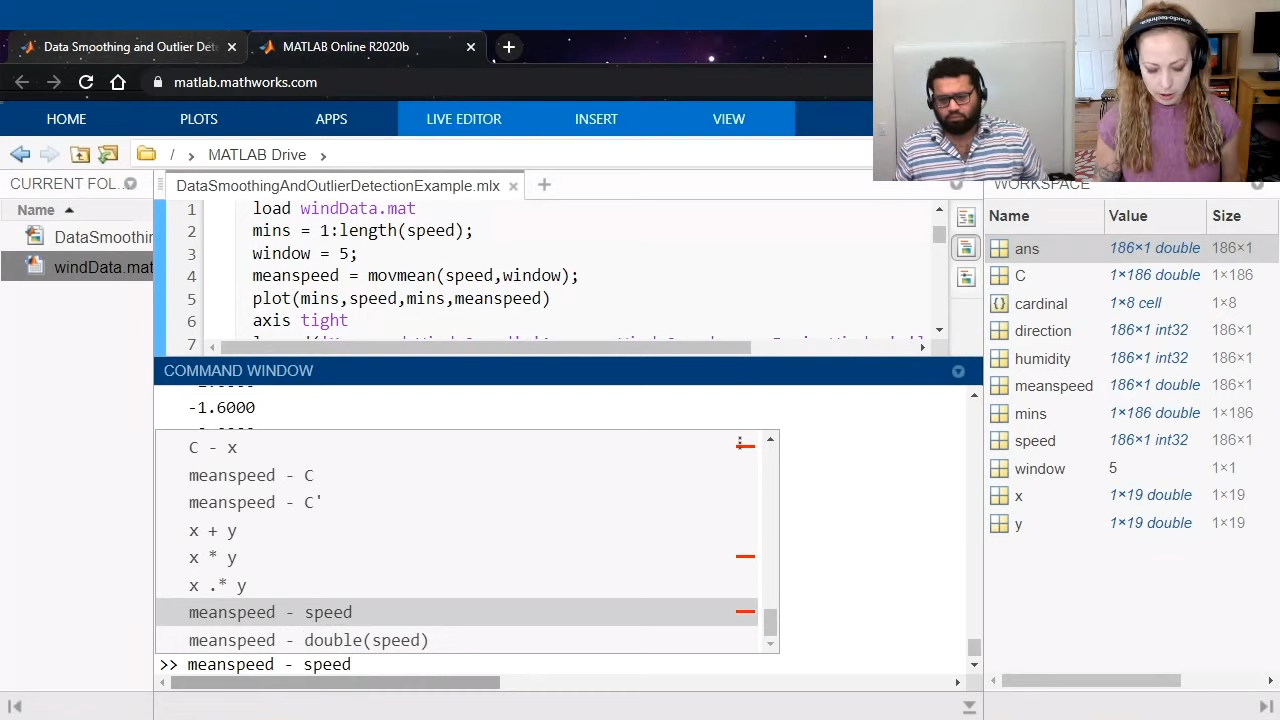 Data Smoothing and Outlier Det
MATLAB Online R2020b
matlab.mathworks.com
HOME PLOTS APPS LIVE EDITOR INSERT VIEW
/ MATLAB Drive
CURRENT FOL
DataSmoothingAndOutlierDetectionExample.mlx
WORKSPACE
Name
DataSmoothin
windData.mat
1 load windData.mat
2 mins = 1:length(speed);
3 window = 5;
4 meanspeed = movmean(speed,window);
5 plot(mins,speed,mins,meanspeed)
6 axis tight
7
COMMAND WINDOW
-1.6000
C - x
meanspeed - C
meanspeed - C'
x + y
x * y
x .* y
meanspeed - speed
meanspeed - double(speed)
>> meanspeed - speed
Name Value Size
ans 186×1 double 186×1
C 1×186 double 1×186
cardinal 1×8 cell 1×8
direction 186×1 int32 186×1
humidity 186×1 int32 186×1
meanspeed 186×1 double 186×1
mins 1×186 double 1×186
speed 186×1 int32 186×1
window 5 1×1
x 1×19 double 1×19
y 1×19 double 1×19